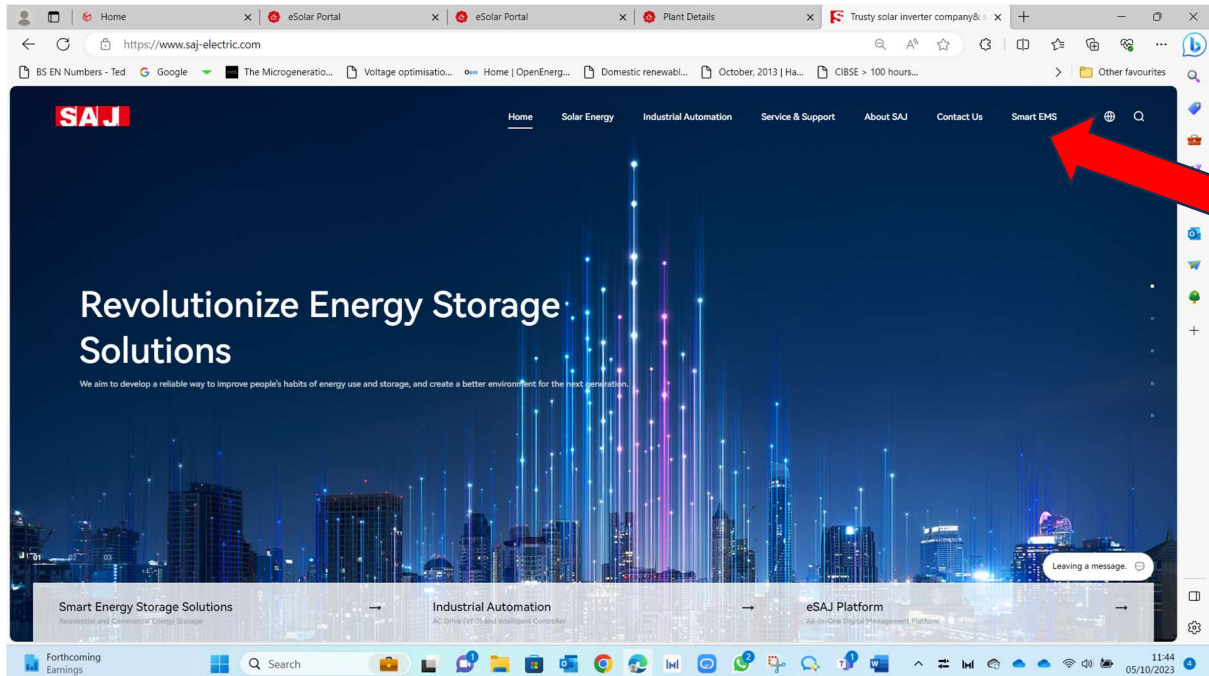 Home
eSolar Portal
eSolar Portal
Plant Details
Trusty solar inverter company& s
https://www.saj-electric.com
BS EN Numbers - Ted
Google
The Microgeneratio...
Voltage optimisatio...
Home | OpenEnerg...
Domestic renewabl...
October, 2013 | Ha...
CIBSE > 100 hours...
Other favourites
SAJ
Home
Solar Energy
Industrial Automation
Service & Support
About SAJ
Contact Us
Smart EMS
Revolutionize Energy Storage
Solutions
We aim to develop a reliable way to improve people's habits of energy use and storage, and create a better environment for the next generation.
01
02
03
Leaving a message.
Smart Energy Storage Solutions
Residential and Commercial Energy Storage
Industrial Automation
AC Drive (VFD) and Intelligent Controller
eSAJ Platform
All-in-One Digital Management Platform
Forthcoming
Earnings
Search
11:44
05/10/2023